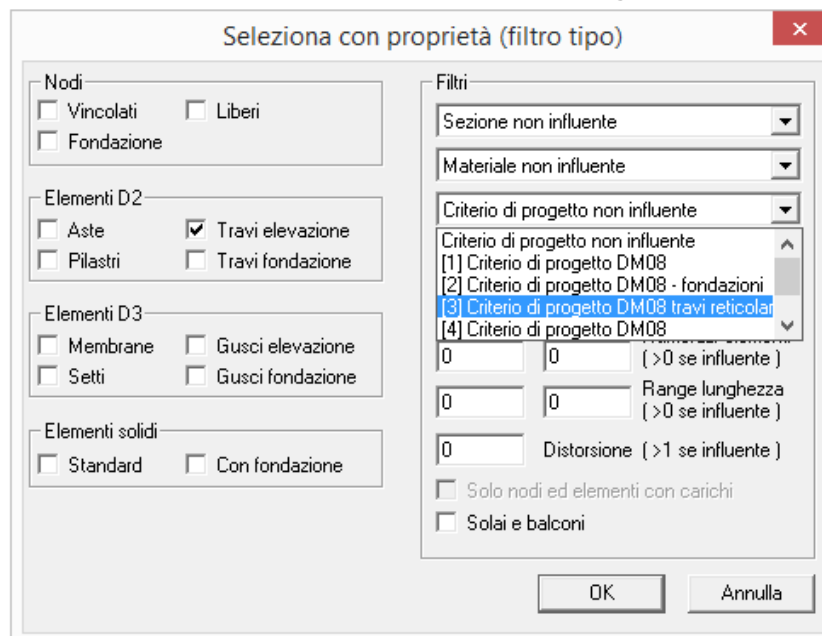 Seleziona con proprietà (filtro tipo)
Nodi
Vincolati Liberi
Fondazione
Elementi D2
Aste Travi elevazione
Pilastri Travi fondazione
Elementi D3
Membrane Gusci elevazione
Setti Gusci fondazione
Elementi solidi
Standard Con fondazione
Filtri
Sezione non influente
Materiale non influente
Criterio di progetto non influente
Criterio di progetto non influente
[1] Criterio di progetto DM08
[2] Criterio di progetto DM08 - fondazioni
[3] Criterio di progetto DM08 travi reticolar
[4] Criterio di progetto DM08
0 0 (>0 se influente )
0 0 Range lunghezza
(>0 se influente )
0 Distorsione (>1 se influente )
Solo nodi ed elementi con carichi
Solai e balconi
OK Annulla